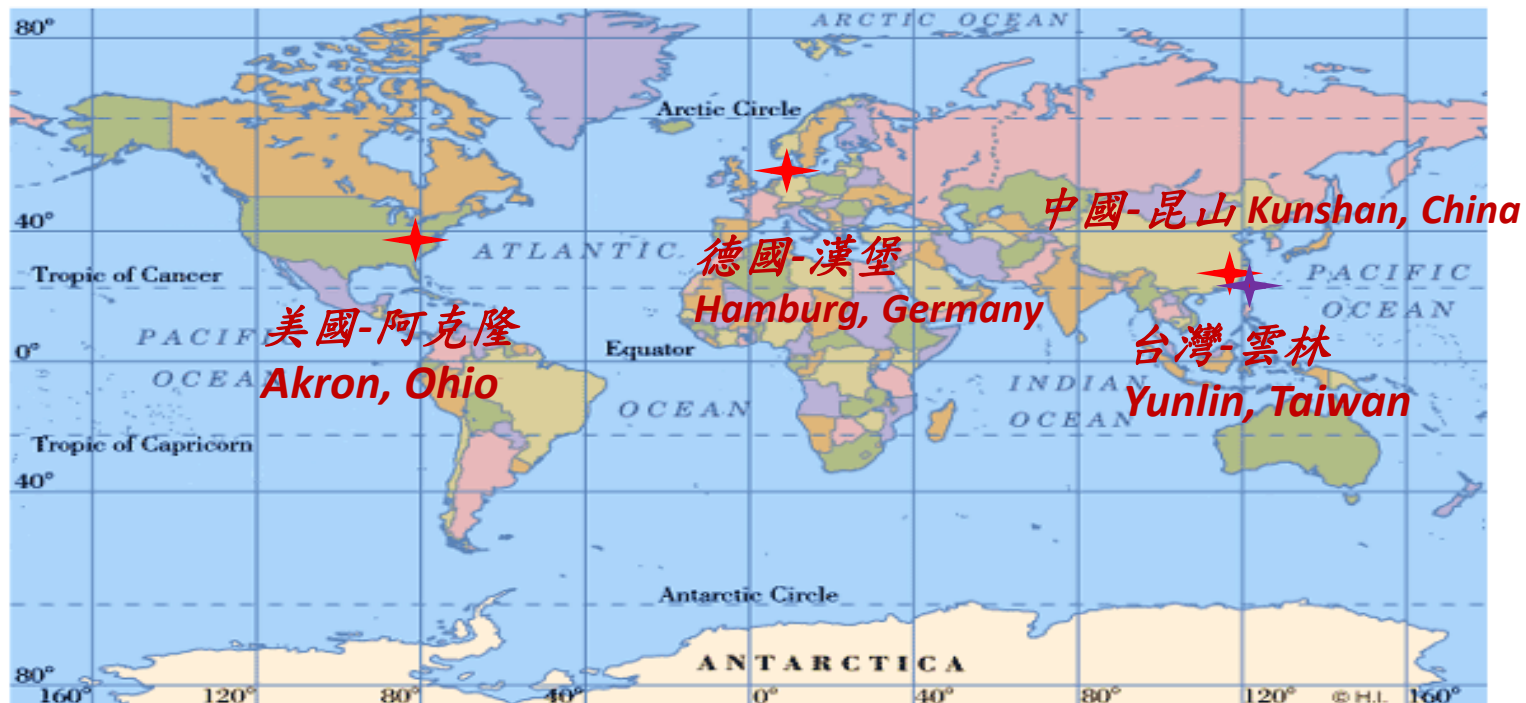 ARCTIC OCEAN
80°
Arctic Circle
中國-昆山 Kunshan, China
40°
ATLANTIC
德國-漢堡
Hamburg, Germany
Tropic of Cancer
PACIFIC
OCEAN
美國-阿克隆
Akron, Ohio
PACIFI
OCEA
台灣-雲林
Yunlin, Taiwan
Equator
0°
INDIAN
OCEAN
OCEAN
Tropic of Capricorn
40°
Antarctic Circle
ANTARCTICA
80°
160° 120° 80° 40° 0° 40° 80° 120° © H.I. 160°